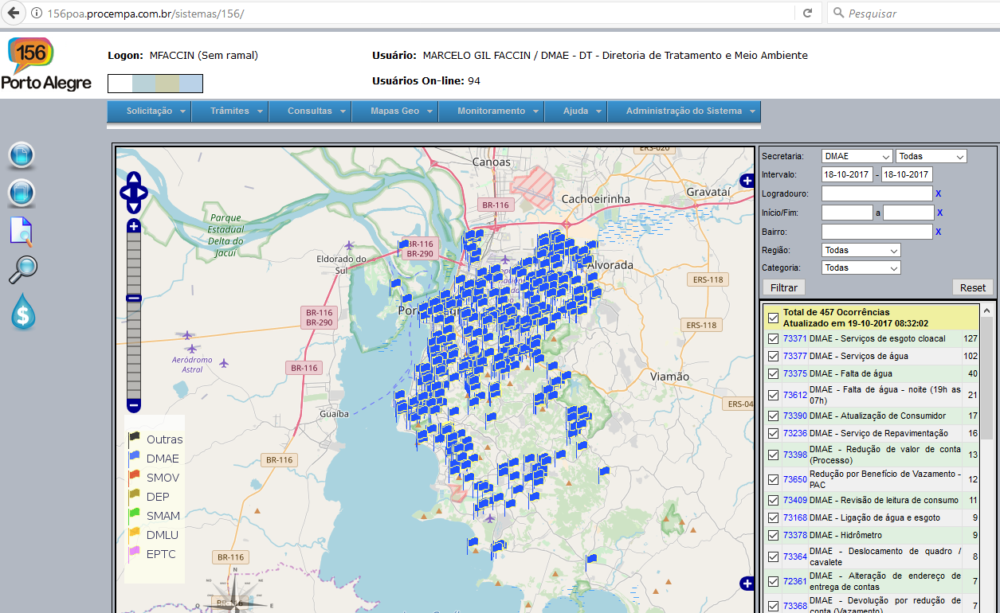 156poa.procempa.com.br/sistemas/156/
Pesquisar
156
Porto Alegre
Logon: MFACCIN (Sem ramal)
Usuário: MARCELO GIL FACCIN / DMAE - DT - Diretoria de Tratamento e Meio Ambiente
Usuários On-line: 94
Solicitação
Trâmites
Consultas
Mapas Geo
Monitoramento
Ajuda
Administração do Sistema
ERS-020
Canoas
BR-116
Cachoeirinha
Gravataí
Parque
Estadual
Delta do
Jacuí
BR-116
BR-290
Eldorado do
Sul
Alvorada
ERS-118
BR-116
BR-290
ERS-118
Aeródromo
Astral
BR-116
Viamão
ERS-04
Guaíba
BR-116
BR-116
N
NO
NE
O
E
Outras
DMAE
SMOV
DEP
SMAM
DMLU
EPTC
Secretaria: DMAE Todas
Intervalo: 18-10-2017 - 18-10-2017
Logradouro: X
Início/Fim: a X
Bairro: X
Região: Todas
Categoria: Todas
Filtrar Reset
Total de 457 Ocorrências
Atualizado em 19-10-2017 08:32:02
73371 DMAE - Serviços de esgoto cloacal 127
73377 DMAE - Serviços de água 102
73375 DMAE - Falta de água 40
73612 DMAE - Falta de água - noite (19h as 07h) 21
73390 DMAE - Atualização de Consumidor 17
73236 DMAE - Serviço de Repavimentação 16
73398 DMAE - Redução de valor de conta (Processo) 13
73650 Redução por Benefício de Vazamento - PAC 12
73409 DMAE - Revisão de leitura de consumo 11
73168 DMAE - Ligação de água e esgoto 9
73378 DMAE - Hidrômetro 9
73364 DMAE - Deslocamento de quadro / cavalete 8
72361 DMAE - Alteração de endereço de entrega de contas 7
73368 DMAE - Devolução por redução de conta (Vazamento) 7